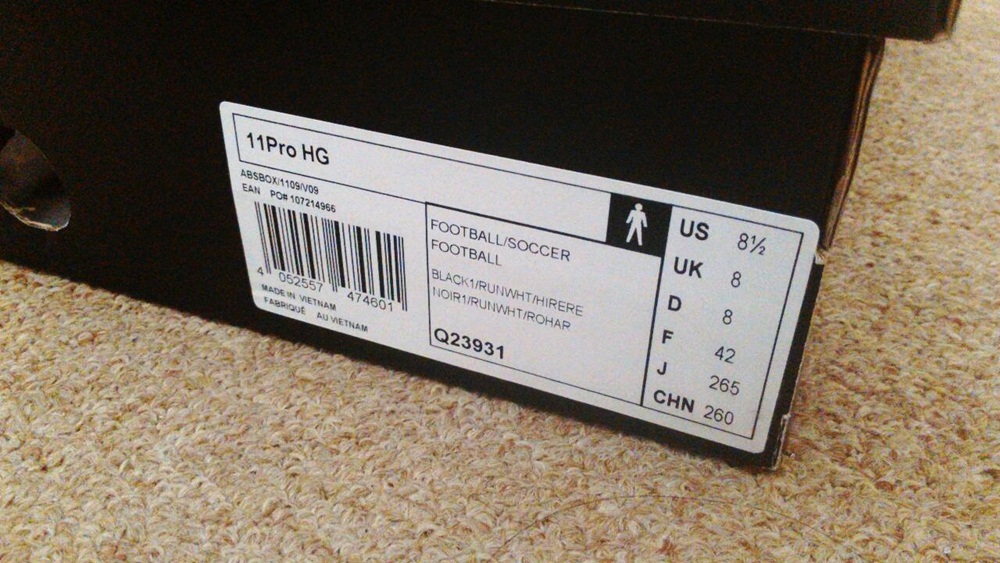 11Pro HG
ABSBOX/1109/V09
EAN PO# 107214966
4 052557 474601
MADE IN VIETNAM
FABRIQUÉ AU VIETNAM
FOOTBALL/SOCCER
FOOTBALL
BLACK1/RUNWHT/HIRERE
NOIR1/RUNWHT/ROHAR
Q23931
US 8½
UK 8
D 8
F 42
J 265
CHN 260